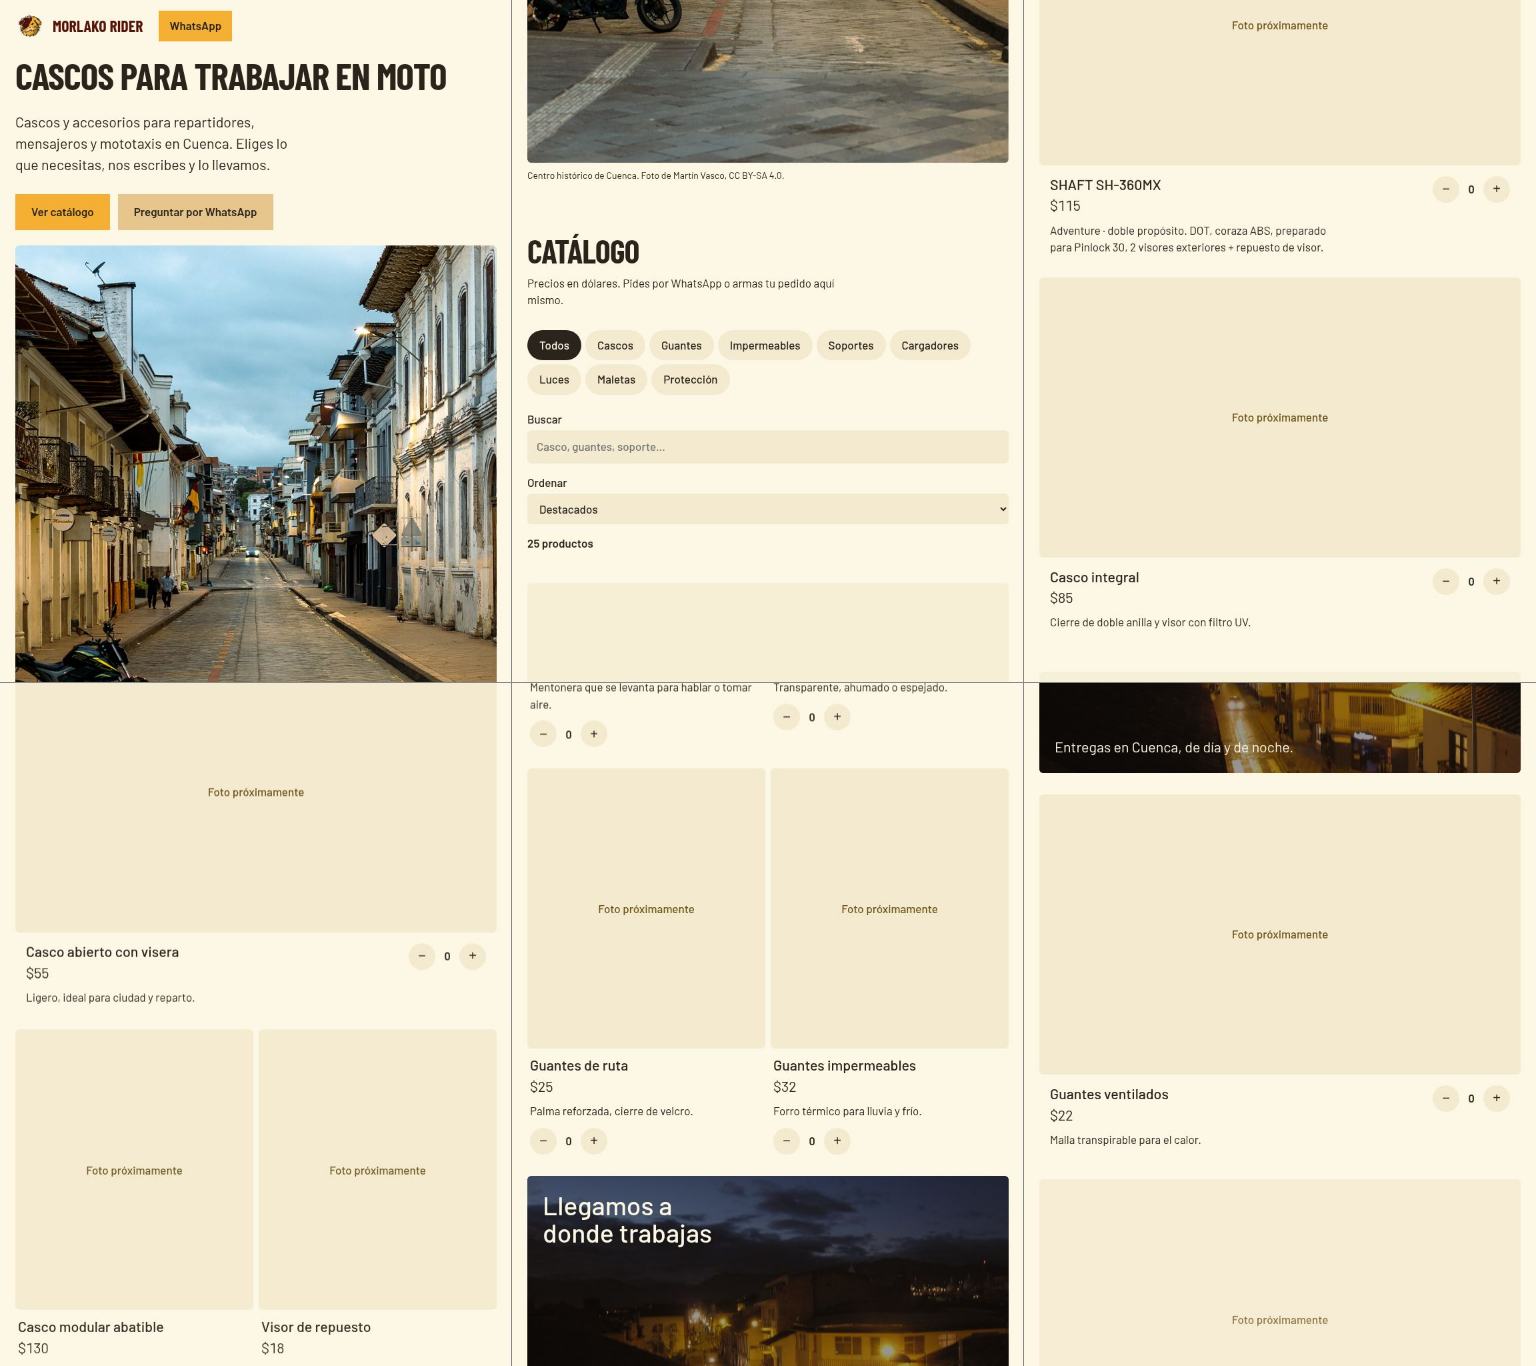 MORLAKO RIDER
WhatsApp
CASCOS PARA TRABAJAR EN MOTO
Cascos y accesorios para repartidores,
mensajeros y mototaxis en Cuenca. Eliges lo
que necesitas, nos escribes y lo llevamos.
Ver catálogo
Preguntar por WhatsApp
Centro histórico de Cuenca. Foto de Martín Vasco, CC BY-SA 4.0.
CATÁLOGO
Precios en dólares. Pides por WhatsApp o armas tu pedido aquí
mismo.
Todos
Cascos
Guantes
Impermeables
Soportes
Cargadores
Luces
Maletas
Protección
Buscar
Casco, guantes, soporte...
Ordenar
Destacados
25 productos
Foto próximamente
SHAFT SH-360MX
− 0 +
$115
Adventure · doble propósito. DOT, coraza ABS, preparado
para Pinlock 30, 2 visores exteriores + repuesto de visor.
Foto próximamente
Casco integral
− 0 +
$85
Cierre de doble anilla y visor con filtro UV.
Foto próximamente
Casco abierto con visera
− 0 +
$55
Ligero, ideal para ciudad y reparto.
Foto próximamente
Foto próximamente
Casco modular abatible
$130
Visor de repuesto
$18
Mentonera que se levanta para hablar o tomar
aire.
− 0 +
Transparente, ahumado o espejado.
− 0 +
Foto próximamente
Foto próximamente
Guantes de ruta
$25
Palma reforzada, cierre de velcro.
− 0 +
Guantes impermeables
$32
Forro térmico para lluvia y frío.
− 0 +
Llegamos a
donde trabajas
Entregas en Cuenca, de día y de noche.
Foto próximamente
Guantes ventilados
− 0 +
$22
Malla transpirable para el calor.
Foto próximamente